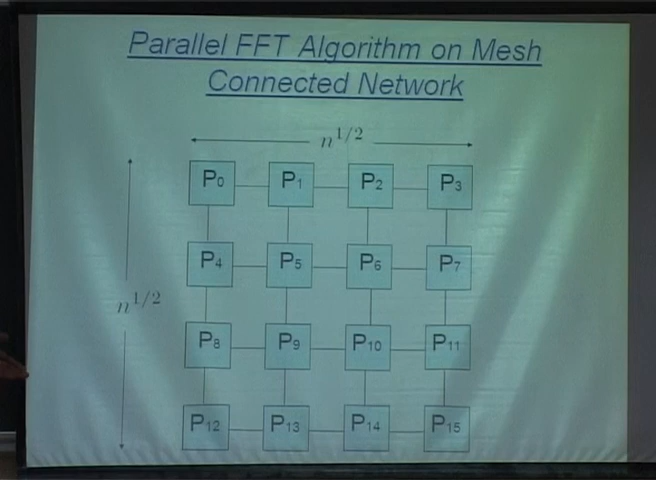 Parallel FFT Algorithm on Mesh
Connected Network
n^{1/2}
P₀ P₁ P₂ P₃
P₄ P₅ P₆ P₇
n^{1/2}
P₈ P₉ P₁₀ P₁₁
P₁₂ P₁₃ P₁₄ P₁₅